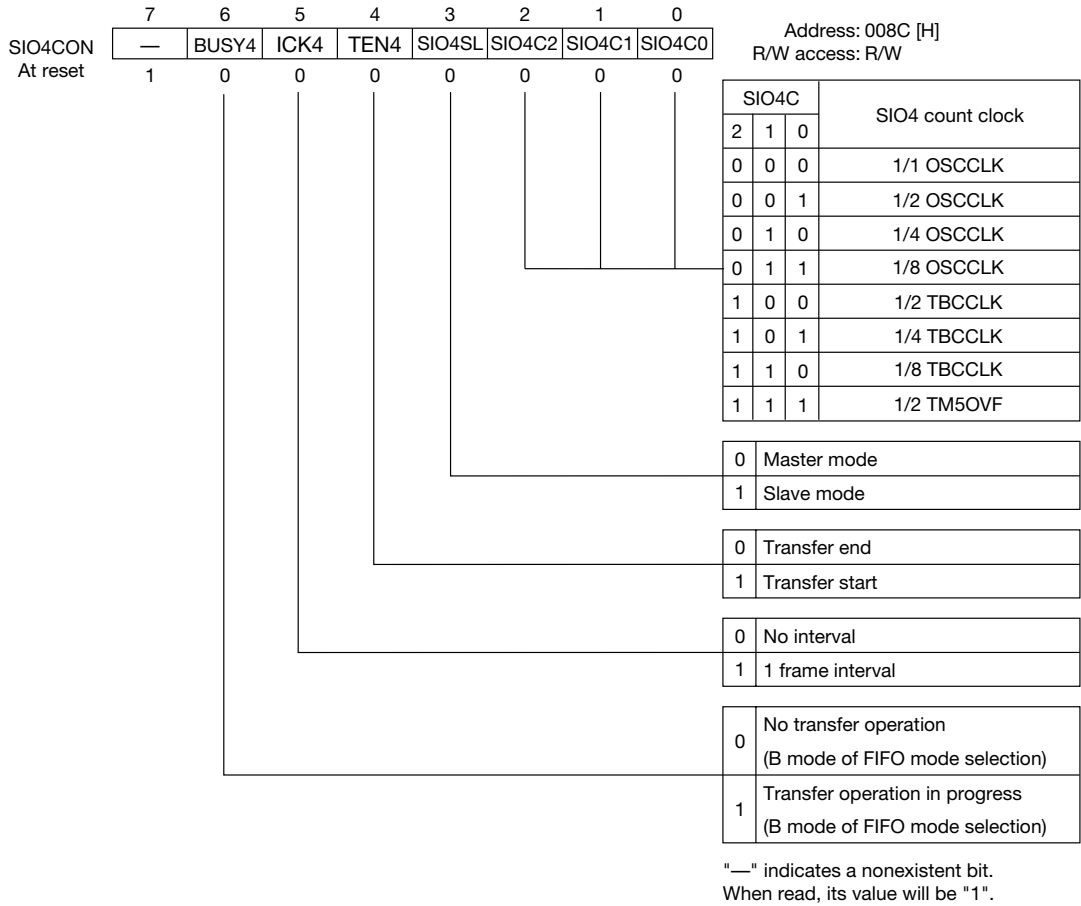 7 6 5 4 3 2 1 0
Address: 008C [H]
SIO4CON — BUSY4 ICK4 TEN4 SIO4SL SIO4C2 SIO4C1 SIO4C0
R/W access: R/W
At reset 1 0 0 0 0 0 0 0
SIO4C SIO4 count clock
2 1 0
0 0 0 1/1 OSCCLK
0 0 1 1/2 OSCCLK
0 1 0 1/4 OSCCLK
0 1 1 1/8 OSCCLK
1 0 0 1/2 TBCCLK
1 0 1 1/4 TBCCLK
1 1 0 1/8 TBCCLK
1 1 1 1/2 TM5OVF
0 Master mode
1 Slave mode
0 Transfer end
1 Transfer start
0 No interval
1 1 frame interval
0 No transfer operation
(B mode of FIFO mode selection)
1 Transfer operation in progress
(B mode of FIFO mode selection)
"—" indicates a nonexistent bit.
When read, its value will be "1".